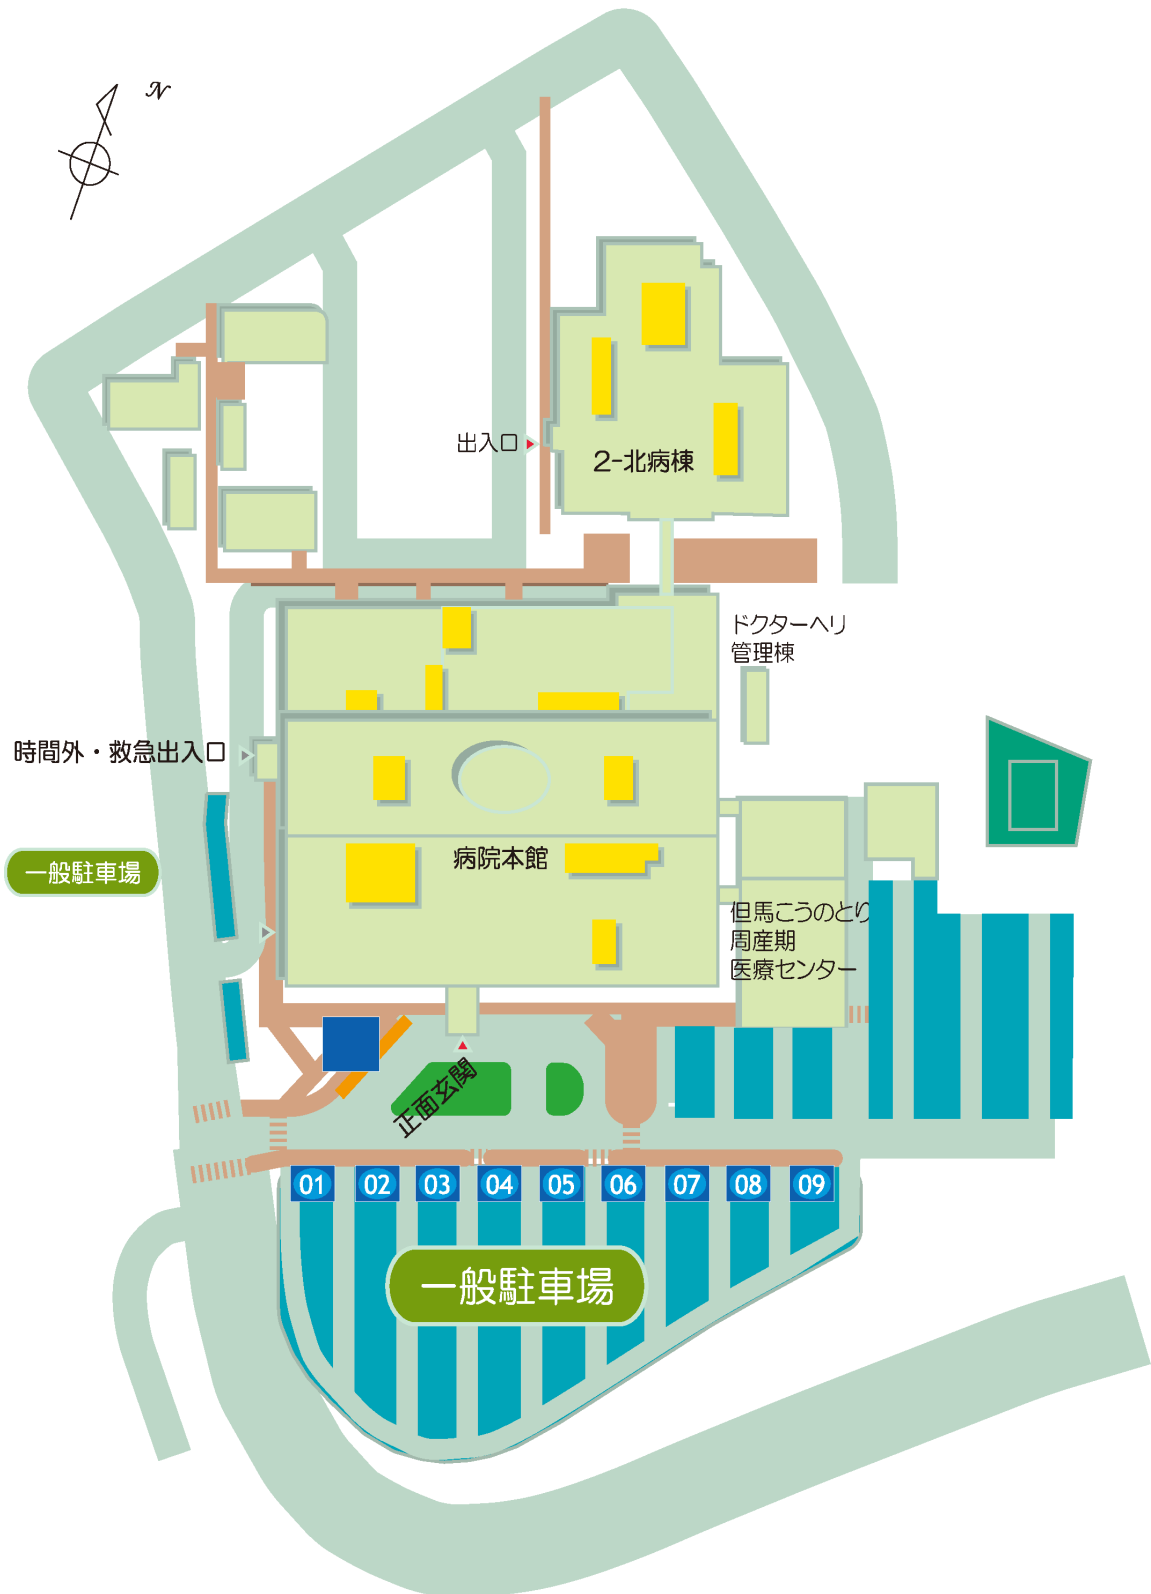 N
出入口
2-北病棟
ドクターヘリ
管理棟
時間外・救急出入口
病院本館
一般駐車場
但馬こうのとり
周産期
医療センター
正面玄関
01
02
03
04
05
06
07
08
09
一般駐車場